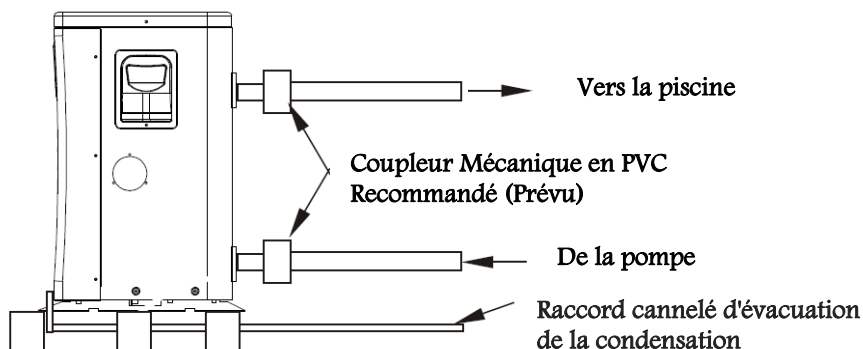 Vers la piscine
Coupleur Mécanique en PVC
Recommandé (Prévu)
De la pompe
Raccord cannelé d'évacuation
de la condensation